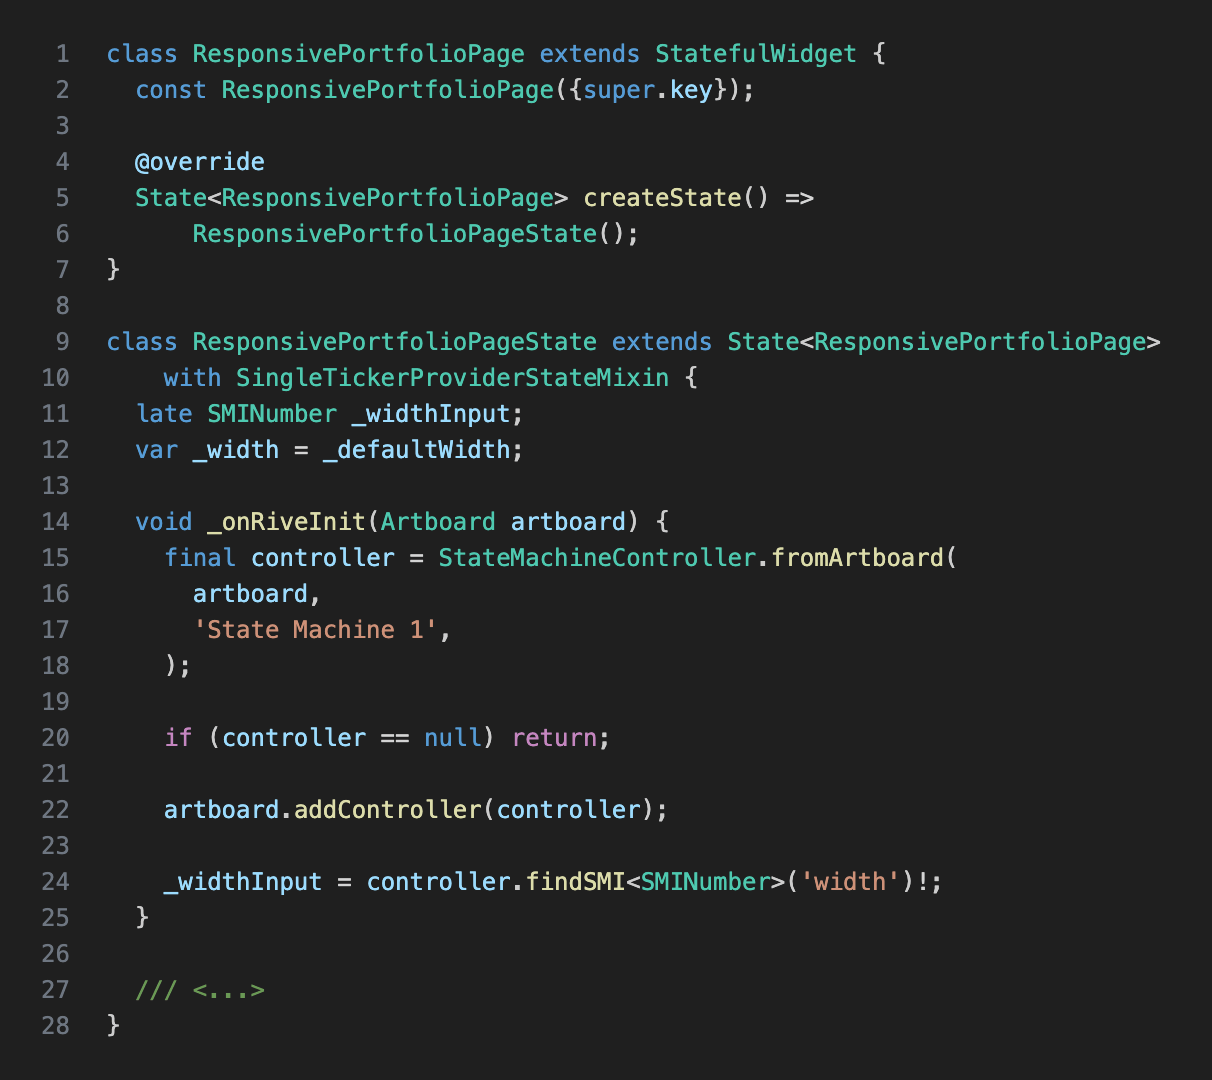 1 class ResponsivePortfolioPage extends StatefulWidget {
2   const ResponsivePortfolioPage({super.key});
3
4   @override
5   State<ResponsivePortfolioPage> createState() =>
6       ResponsivePortfolioPageState();
7 }
8
9 class ResponsivePortfolioPageState extends State<ResponsivePortfolioPage>
10     with SingleTickerProviderStateMixin {
11   late SMINumber _widthInput;
12   var _width = _defaultWidth;
13
14   void _onRiveInit(Artboard artboard) {
15     final controller = StateMachineController.fromArtboard(
16       artboard,
17       'State Machine 1',
18     );
19
20     if (controller == null) return;
21
22     artboard.addController(controller);
23
24     _widthInput = controller.findSMI<SMINumber>('width')!;
25   }
26
27   /// <...>
28 }